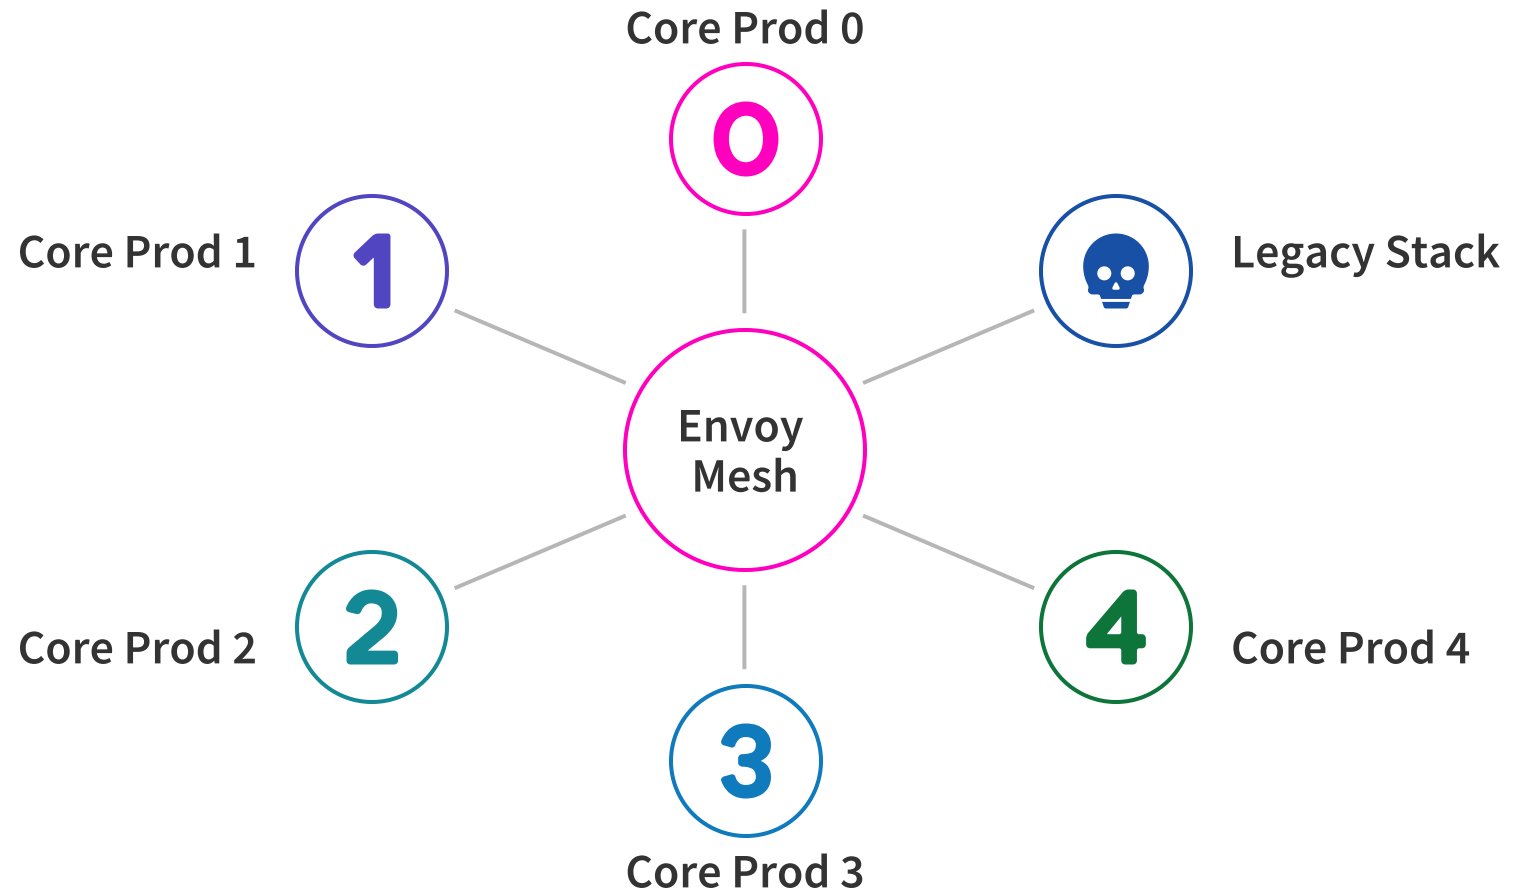 Core Prod 0
0
Core Prod 1
1
Legacy Stack
Envoy
Mesh
Core Prod 2
2
4
Core Prod 4
3
Core Prod 3